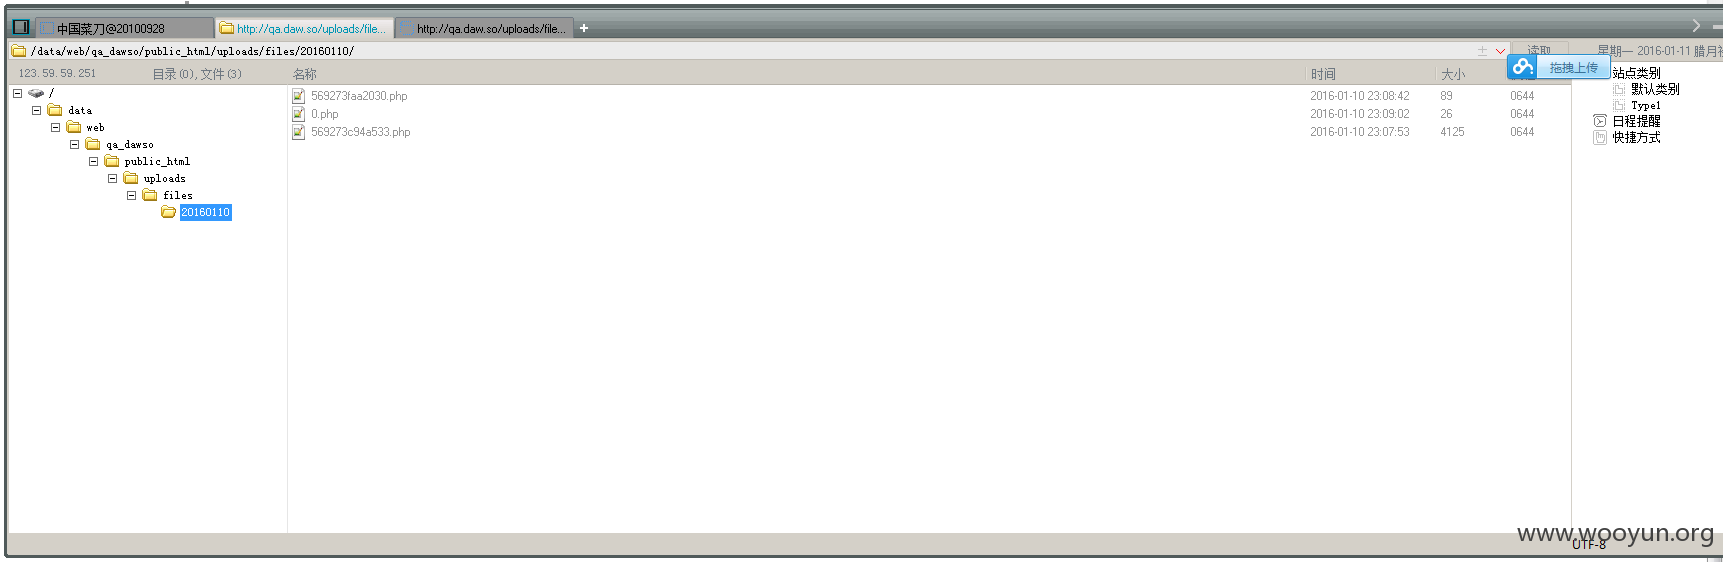 中国菜刀@20100928
http://qa.daw.so/uploads/file...
http://qa.daw.so/uploads/file...
/data/web/qa_dawso/public_html/uploads/files/20160110/
读取
星期一 2016-01-11 腊月初
123.59.59.251
目录(0),文件(3)
名称
时间
大小
拖拽上传
/
data
web
qa_dawso
public_html
uploads
files
20160110
569273faa2030.php 2016-01-10 23:08:42 89 0644
0.php 2016-01-10 23:09:02 26 0644
569273c94a533.php 2016-01-10 23:07:53 4125 0644
站点类别
默认类别
Type1
日程提醒
快捷方式
www.wooyun.org
UTF-8